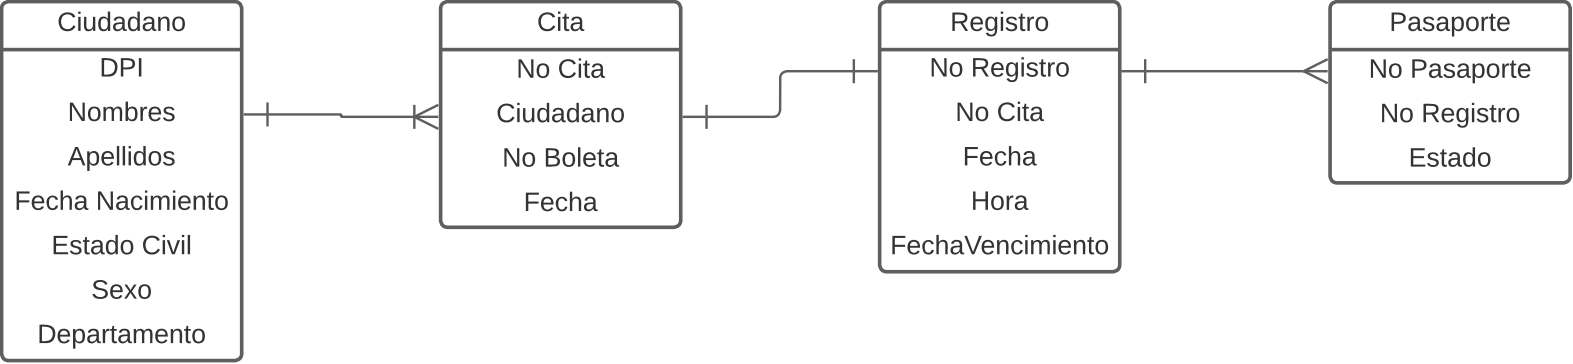 Ciudadano
DPI
Nombres
Apellidos
Fecha Nacimiento
Estado Civil
Sexo
Departamento
Cita
No Cita
Ciudadano
No Boleta
Fecha
Registro
No Registro
No Cita
Fecha
Hora
FechaVencimiento
Pasaporte
No Pasaporte
No Registro
Estado